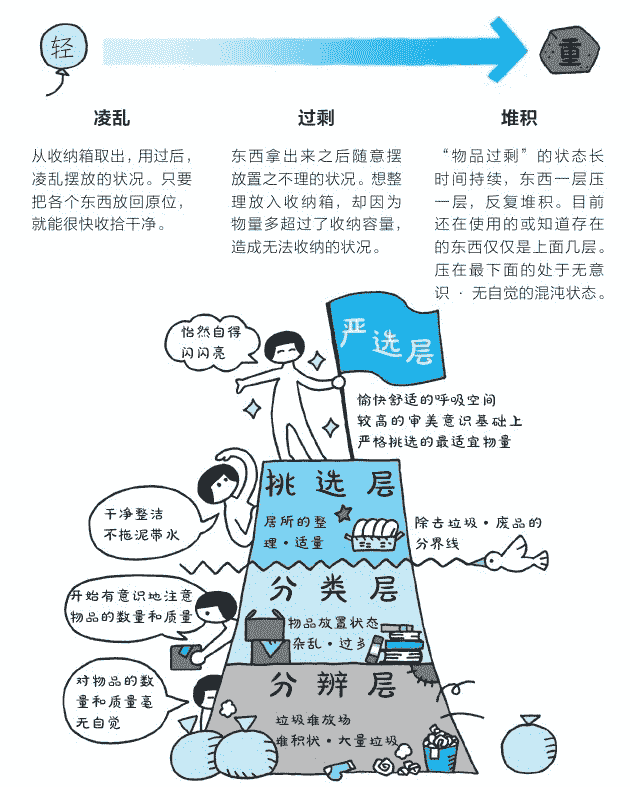 轻
重
凌乱
从收纳箱取出，用过后，
凌乱摆放的状况。只要
把各个东西放回原位，
就能很快收拾干净。
过剩
东西拿出来之后随意摆
放置之不理的状况。想整
理放入收纳箱，却因为
物量多超过了收纳容量，
造成无法收纳的状况。
堆积
“物品过剩”的状态长
时间持续，东西一层压
一层，反复堆积。目前
还在使用的或知道存在
的东西仅仅是上面几层。
压在最下面的处于无意
识·无自觉的混沌状态。
怡然自得
闪闪亮
严选层
愉快舒适的呼吸空间
较高的审美意识基础上
严格挑选的最适宜物量
挑选层
居所的整
理·适量
干净整洁
不拖泥带水
除去垃圾·废品的
分界线
分类层
物品放置状态
杂乱·过多
开始有意识地注意
物品的数量和质量
分辨层
垃圾堆放场
堆积状·大量垃圾
对物品的数
量和质量毫
无自觉